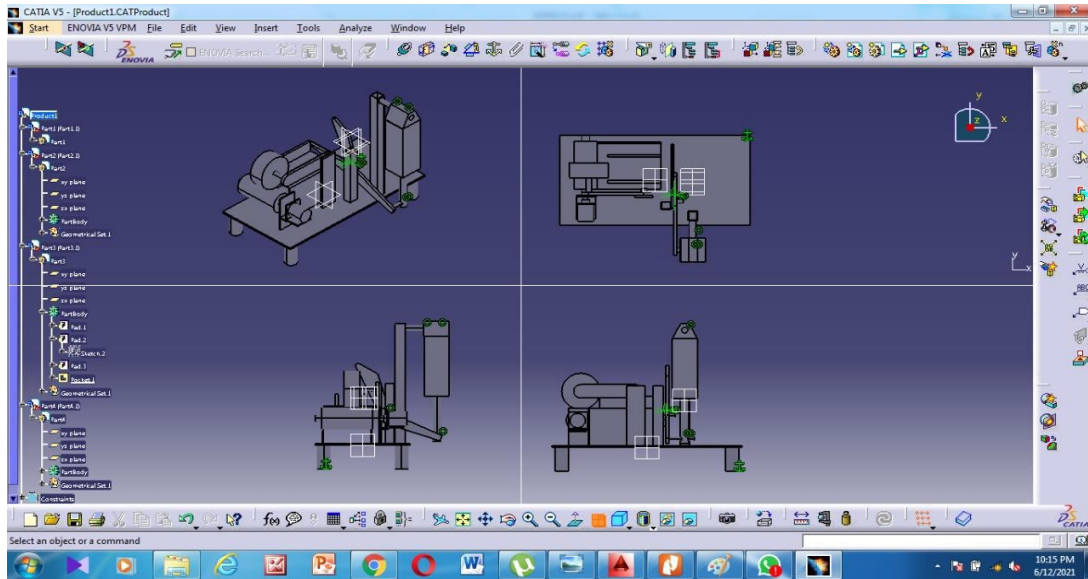 CATIA V5 - [Product1.CATProduct]
Start ENOVIA V5 VPM File Edit View Insert Tools Analyze Window Help
ENOVIA
ENOVIA Search...
Product1
Part1 (Part1.1)
Part1
Part2 (Part2.1)
Part2
xy plane
yz plane
zx plane
PartBody
Geometrical Set.1
Part3 (Part3.1)
Part3
xy plane
yz plane
zx plane
PartBody
Pad.1
Pad.2
Sketch.2
Pad.3
Pocket.1
Geometrical Set.1
Part4
xy plane
yz plane
zx plane
PartBody
Geometrical Set.1
Constraints
y
z x
y
x
ABC
f(x)
CATIA
Select an object or a command
10:15 PM
6/12/2021